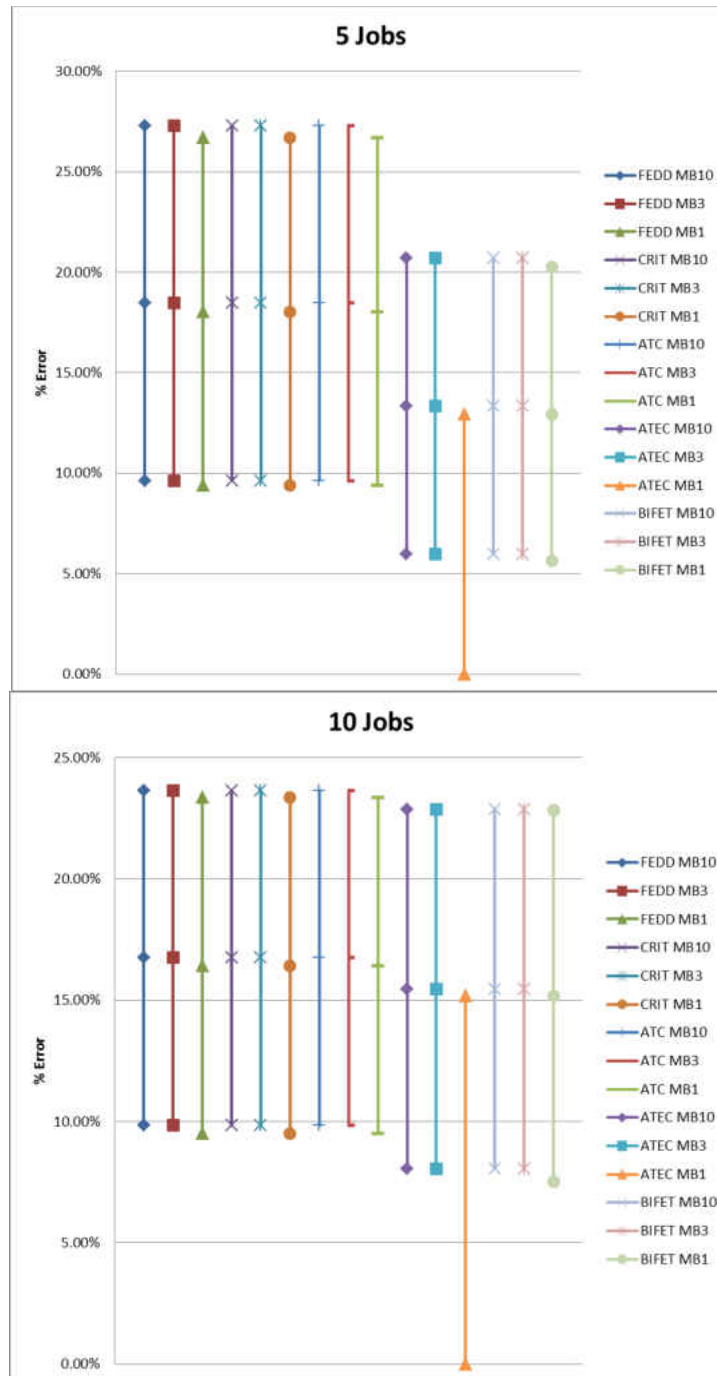 5 Jobs
30.00%
25.00%
20.00%
15.00%
10.00%
5.00%
0.00%
% Error
FEDD MB10
FEDD MB3
FEDD MB1
CRIT MB10
CRIT MB3
CRIT MB1
ATC MB10
ATC MB3
ATC MB1
ATEC MB10
ATEC MB3
ATEC MB1
BIFET MB10
BIFET MB3
BIFET MB1
10 Jobs
25.00%
20.00%
15.00%
10.00%
5.00%
0.00%
% Error
FEDD MB10
FEDD MB3
FEDD MB1
CRIT MB10
CRIT MB3
CRIT MB1
ATC MB10
ATC MB3
ATC MB1
ATEC MB10
ATEC MB3
ATEC MB1
BIFET MB10
BIFET MB3
BIFET MB1